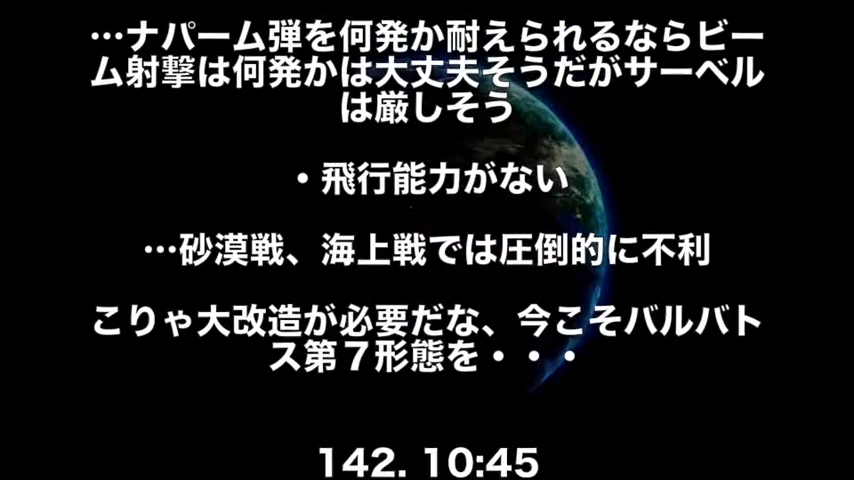 …ナパーム弾を何発か耐えられるならビー
ム射撃は何発かは大丈夫そうだがサーベル
は厳しそう
・飛行能力がない
…砂漠戦、海上戦では圧倒的に不利
こりゃ大改造が必要だな、今こそバルバト
ス第７形態を・・・
142. 10:45